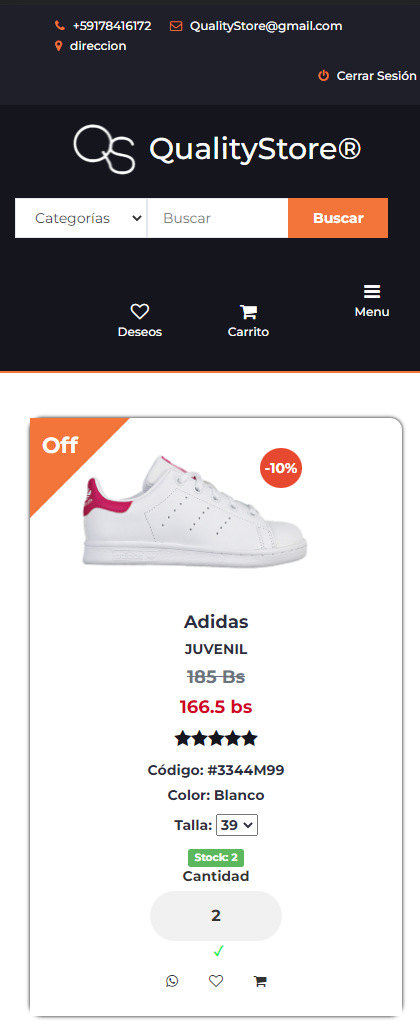 +59178416172 QualityStore@gmail.com
direccion
Cerrar Sesión
QS QualityStore®
Categorías Buscar Buscar
Menu
Deseos Carrito
Off
-10%
Adidas
JUVENIL
185 Bs
166.5 bs
Código: #3344M99
Color: Blanco
Talla: 39
Stock: 2
Cantidad
2